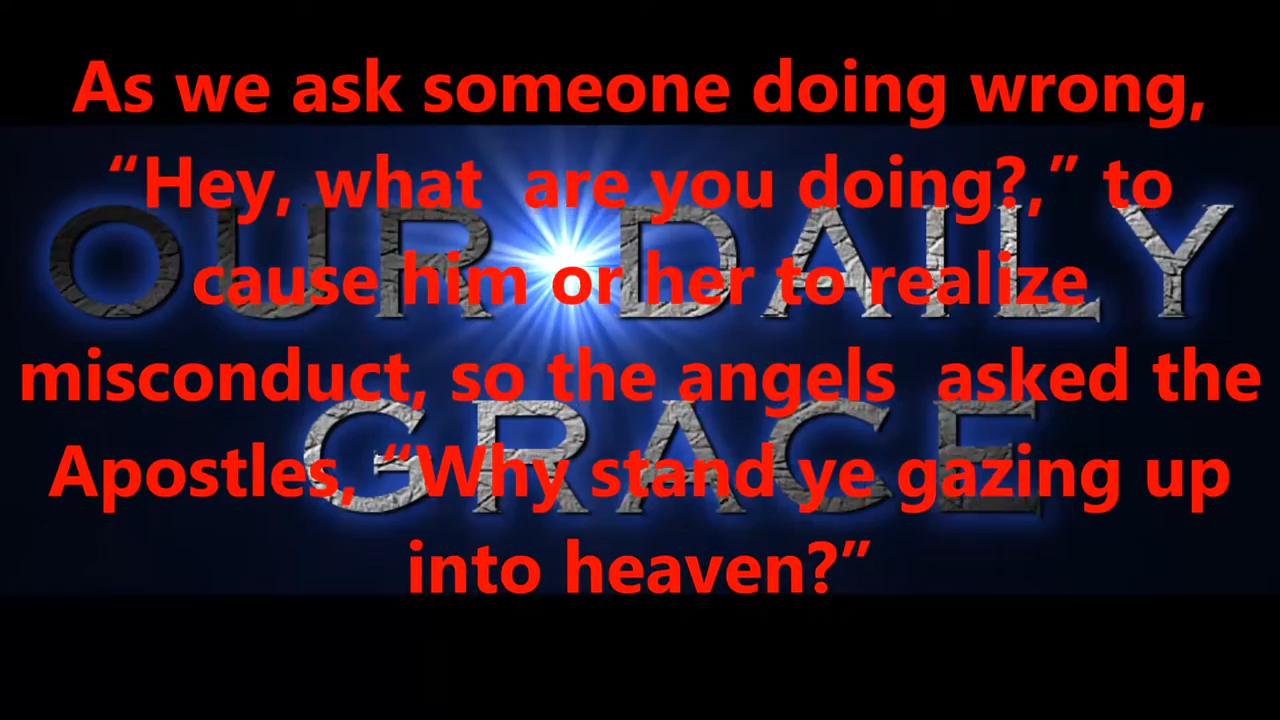 As we ask someone doing wrong,
“Hey, what  are you doing?,” to
OUR DAILY
cause him or her to realize
misconduct, so the angels  asked the
GRACE
Apostles, “Why stand ye gazing up
into heaven?”